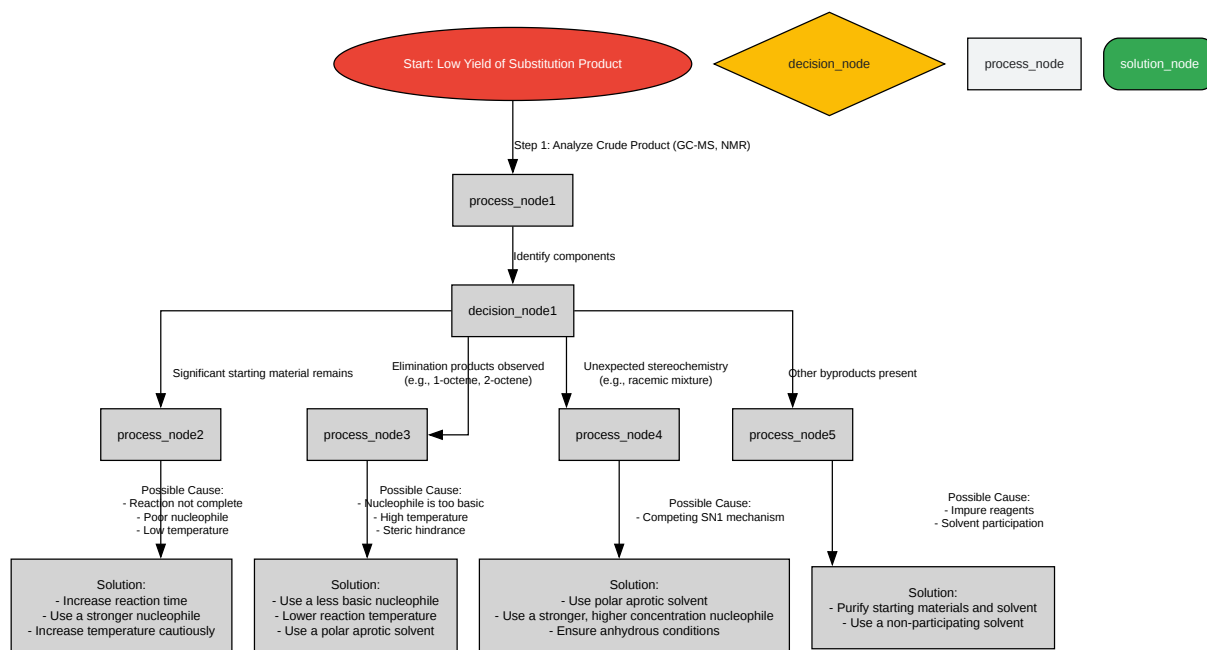 Start: Low Yield of Substitution Product
decision_node
process_node
solution_node
Step 1: Analyze Crude Product (GC-MS, NMR)
process_node1
Identify components
decision_node1
Significant starting material remains
Elimination products observed
(e.g., 1-octene, 2-octene)
Unexpected stereochemistry
(e.g., racemic mixture)
Other byproducts present
process_node2
process_node3
process_node4
process_node5
Possible Cause:
- Reaction not complete
- Poor nucleophile
- Low temperature
Possible Cause:
- Nucleophile is too basic
- High temperature
- Steric hindrance
Possible Cause:
- Competing SN1 mechanism
Possible Cause:
- Impure reagents
- Solvent participation
Solution:
- Increase reaction time
- Use a stronger nucleophile
- Increase temperature cautiously
Solution:
- Use a less basic nucleophile
- Lower reaction temperature
- Use a polar aprotic solvent
Solution:
- Use polar aprotic solvent
- Use a stronger, higher concentration nucleophile
- Ensure anhydrous conditions
Solution:
- Purify starting materials and solvent
- Use a non-participating solvent